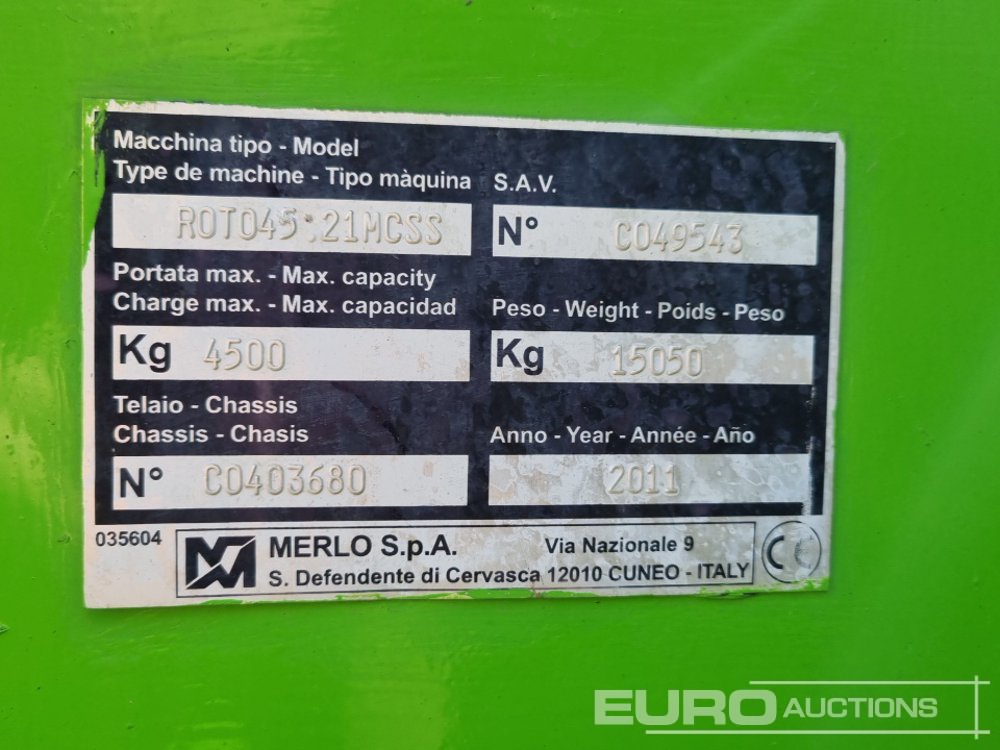 Macchina tipo - Model
Type de machine - Tipo màquina
ROTO45.21MCSS
S.A.V.
N° C049543
Portata max. - Max. capacity
Charge max. - Max. capacidad
Kg 4500
Peso - Weight - Poids - Peso
Kg 15050
Telaio - Chassis
Chassis - Chasis
N° C0403680
Anno - Year - Année - Año
2011
035604
MERLO S.p.A. Via Nazionale 9
S. Defendente di Cervasca 12010 CUNEO - ITALY
CE
EURO AUCTIONS